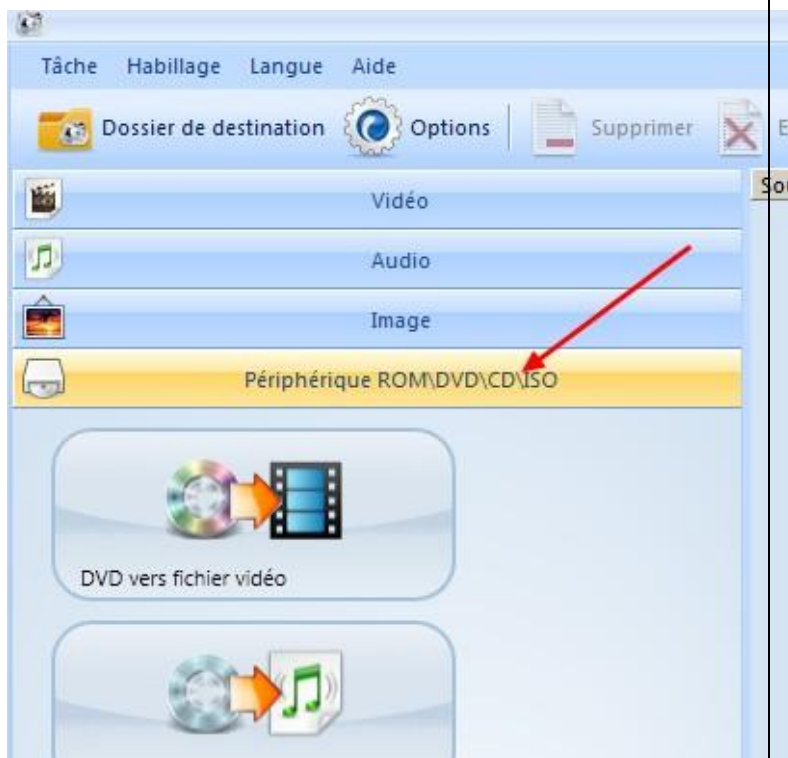 Tâche Habillage Langue Aide
Dossier de destination Options Supprimer
Vidéo
Audio
Image
Périphérique ROM\DVD\CD\ISO
DVD vers fichier vidéo